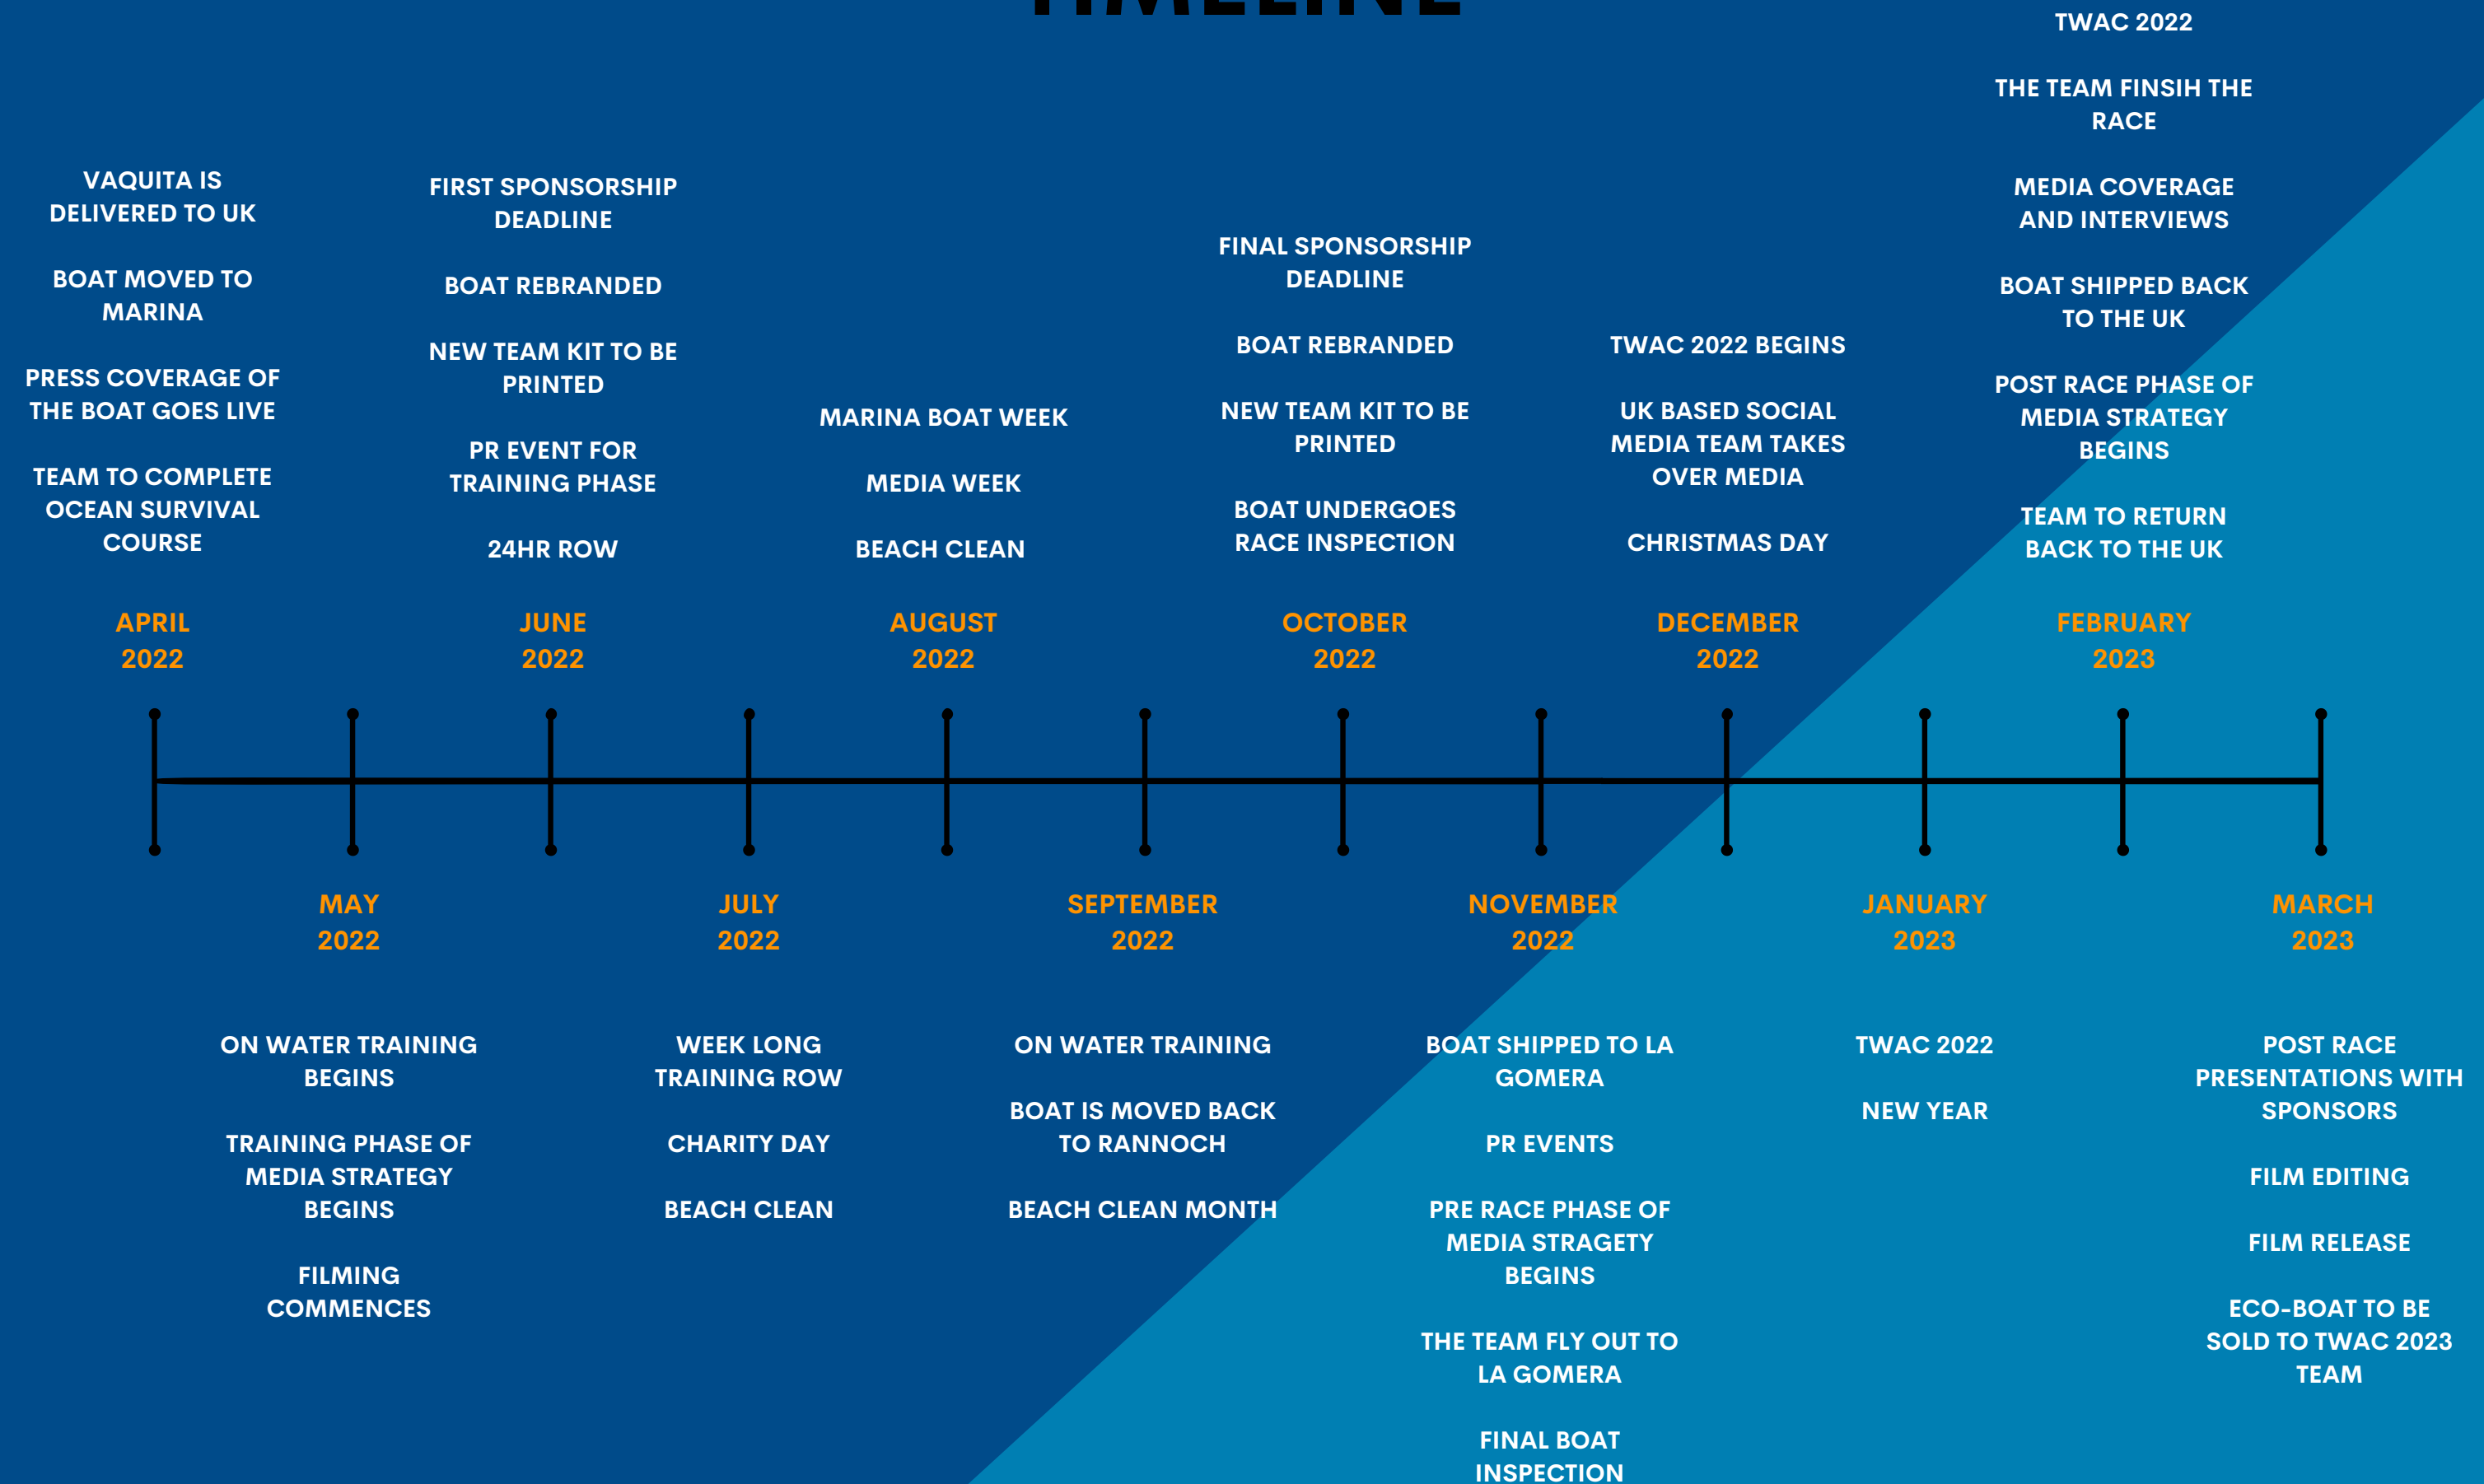 TIMELINE
VAQUITA IS
DELIVERED TO UK
BOAT MOVED TO
MARINA
PRESS COVERAGE OF
THE BOAT GOES LIVE
TEAM TO COMPLETE
OCEAN SURVIVAL
COURSE
APRIL
2022
MAY
2022
ON WATER TRAINING
BEGINS
TRAINING PHASE OF
MEDIA STRATEGY
BEGINS
FILMING
COMMENCES
FIRST SPONSORSHIP
DEADLINE
BOAT REBRANDED
NEW TEAM KIT TO BE
PRINTED
PR EVENT FOR
TRAINING PHASE
24HR ROW
JUNE
2022
JULY
2022
WEEK LONG
TRAINING ROW
CHARITY DAY
BEACH CLEAN
MARINA BOAT WEEK
MEDIA WEEK
BEACH CLEAN
AUGUST
2022
SEPTEMBER
2022
ON WATER TRAINING
BOAT IS MOVED BACK
TO RANNOCH
BEACH CLEAN MONTH
FINAL SPONSORSHIP
DEADLINE
BOAT REBRANDED
NEW TEAM KIT TO BE
PRINTED
BOAT UNDERGOES
RACE INSPECTION
OCTOBER
2022
NOVEMBER
2022
BOAT SHIPPED TO LA
GOMERA
PR EVENTS
PRE RACE PHASE OF
MEDIA STRAGETY
BEGINS
THE TEAM FLY OUT TO
LA GOMERA
FINAL BOAT
INSPECTION
TWAC 2022 BEGINS
UK BASED SOCIAL
MEDIA TEAM TAKES
OVER MEDIA
CHRISTMAS DAY
DECEMBER
2022
JANUARY
2023
TWAC 2022
NEW YEAR
TWAC 2022
THE TEAM FINSIH THE
RACE
MEDIA COVERAGE
AND INTERVIEWS
BOAT SHIPPED BACK
TO THE UK
POST RACE PHASE OF
MEDIA STRATEGY
BEGINS
TEAM TO RETURN
BACK TO THE UK
FEBRUARY
2023
MARCH
2023
POST RACE
PRESENTATIONS WITH
SPONSORS
FILM EDITING
FILM RELEASE
ECO-BOAT TO BE
SOLD TO TWAC 2023
TEAM